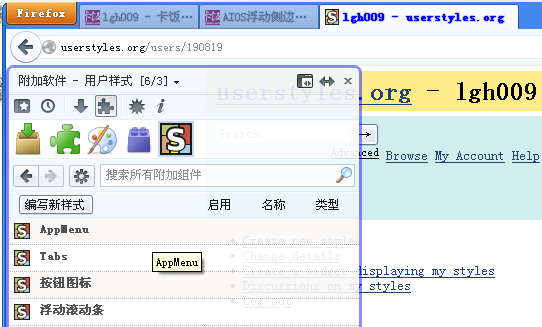 Firefox
lgh009 - 卡饭...
AIOS浮动侧边...
lgh009 - userstyles.org
userstyles.org/users/190819
附加软件 - 用户样式 [6/3]
userstyles.org - lgh009
Search
Advanced
Browse My Account Help
搜索所有附加组件
编写新样式 启用 名称 类型
AppMenu
Create new style
Tabs
Change details
AppMenu
Create a widget displaying my styles
按钮图标
Discussions on my styles
Log out
浮动滚动条